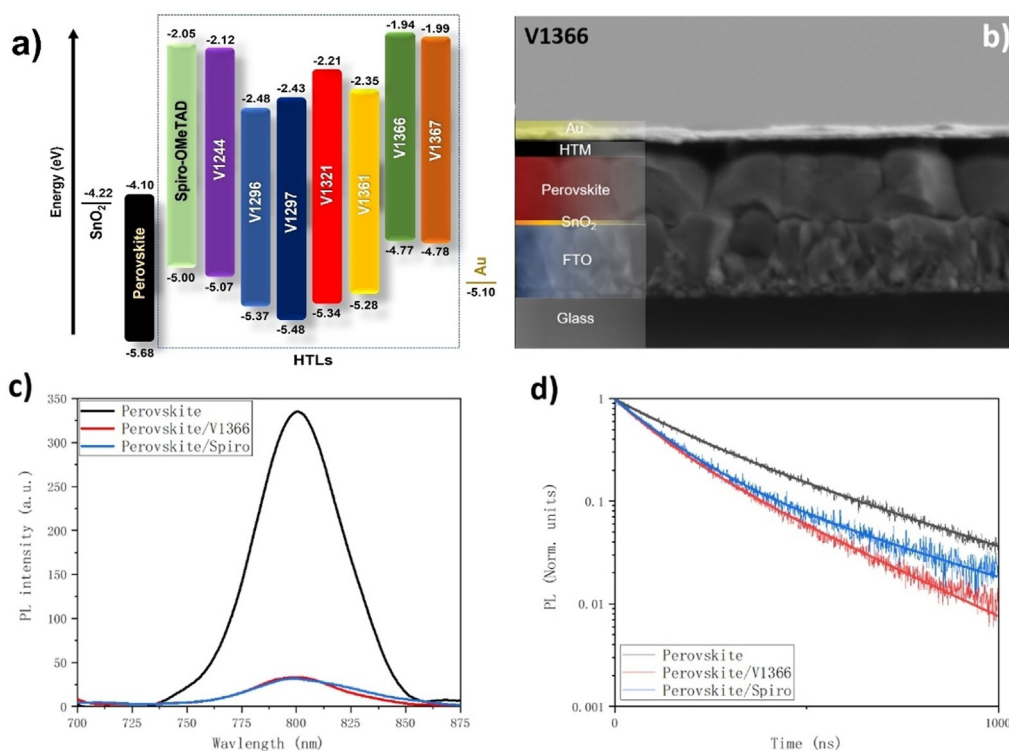 a)
Energy (eV)
-4.22
SnO₂
-4.10
Perovskite
-5.68
-2.05
Spiro-OMeTAD
-5.00
-2.12
V1244
-5.07
-2.48
V1296
-5.37
-2.43
V1297
-5.48
-2.21
V1321
-5.34
-2.35
V1361
-5.28
-1.94
V1366
-4.77
-1.99
V1367
-4.78
Au
-5.10
HTLs
V1366
b)
Au
HTM
Perovskite
SnO₂
FTO
Glass
c)
PL intensity (a.u.)
350
300
250
200
150
100
50
0
Perovskite
Perovskite/V1366
Perovskite/Spiro
700 725 750 775 800 825 850 875
Wavlength (nm)
d)
PL (Norm. units)
1
0.1
0.01
0.001
Perovskite
Perovskite/V1366
Perovskite/Spiro
0 1000
Time (ns)